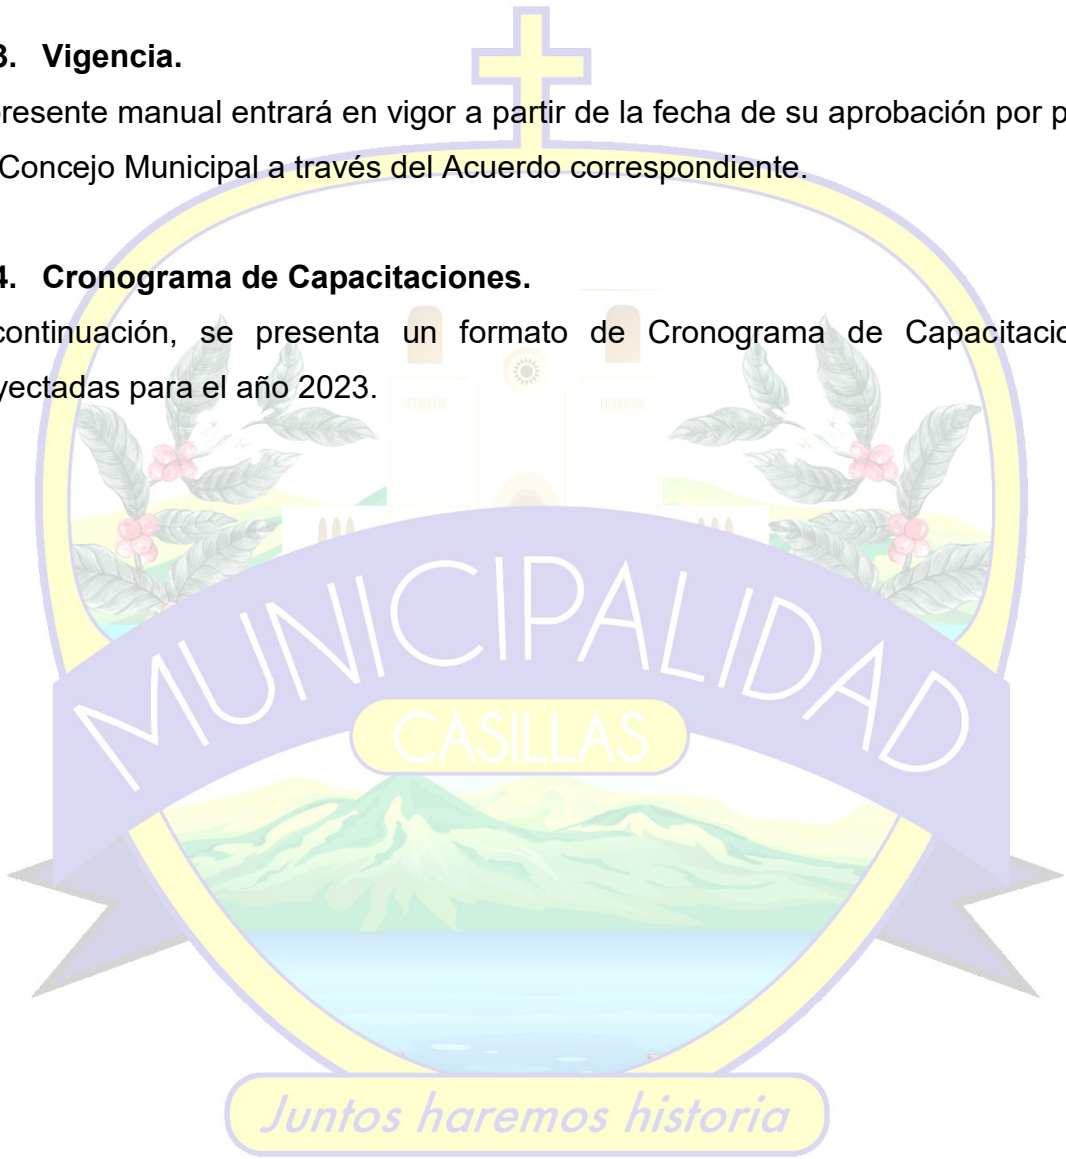 3. Vigencia.
presente manual entrará en vigor a partir de la fecha de su aprobación por p
Concejo Municipal a través del Acuerdo correspondiente.
4. Cronograma de Capacitaciones.
continuación, se presenta un formato de Cronograma de Capacitacio
yectadas para el año 2023.
MUNICIPALIDAD
CASILLAS
Juntos haremos historia